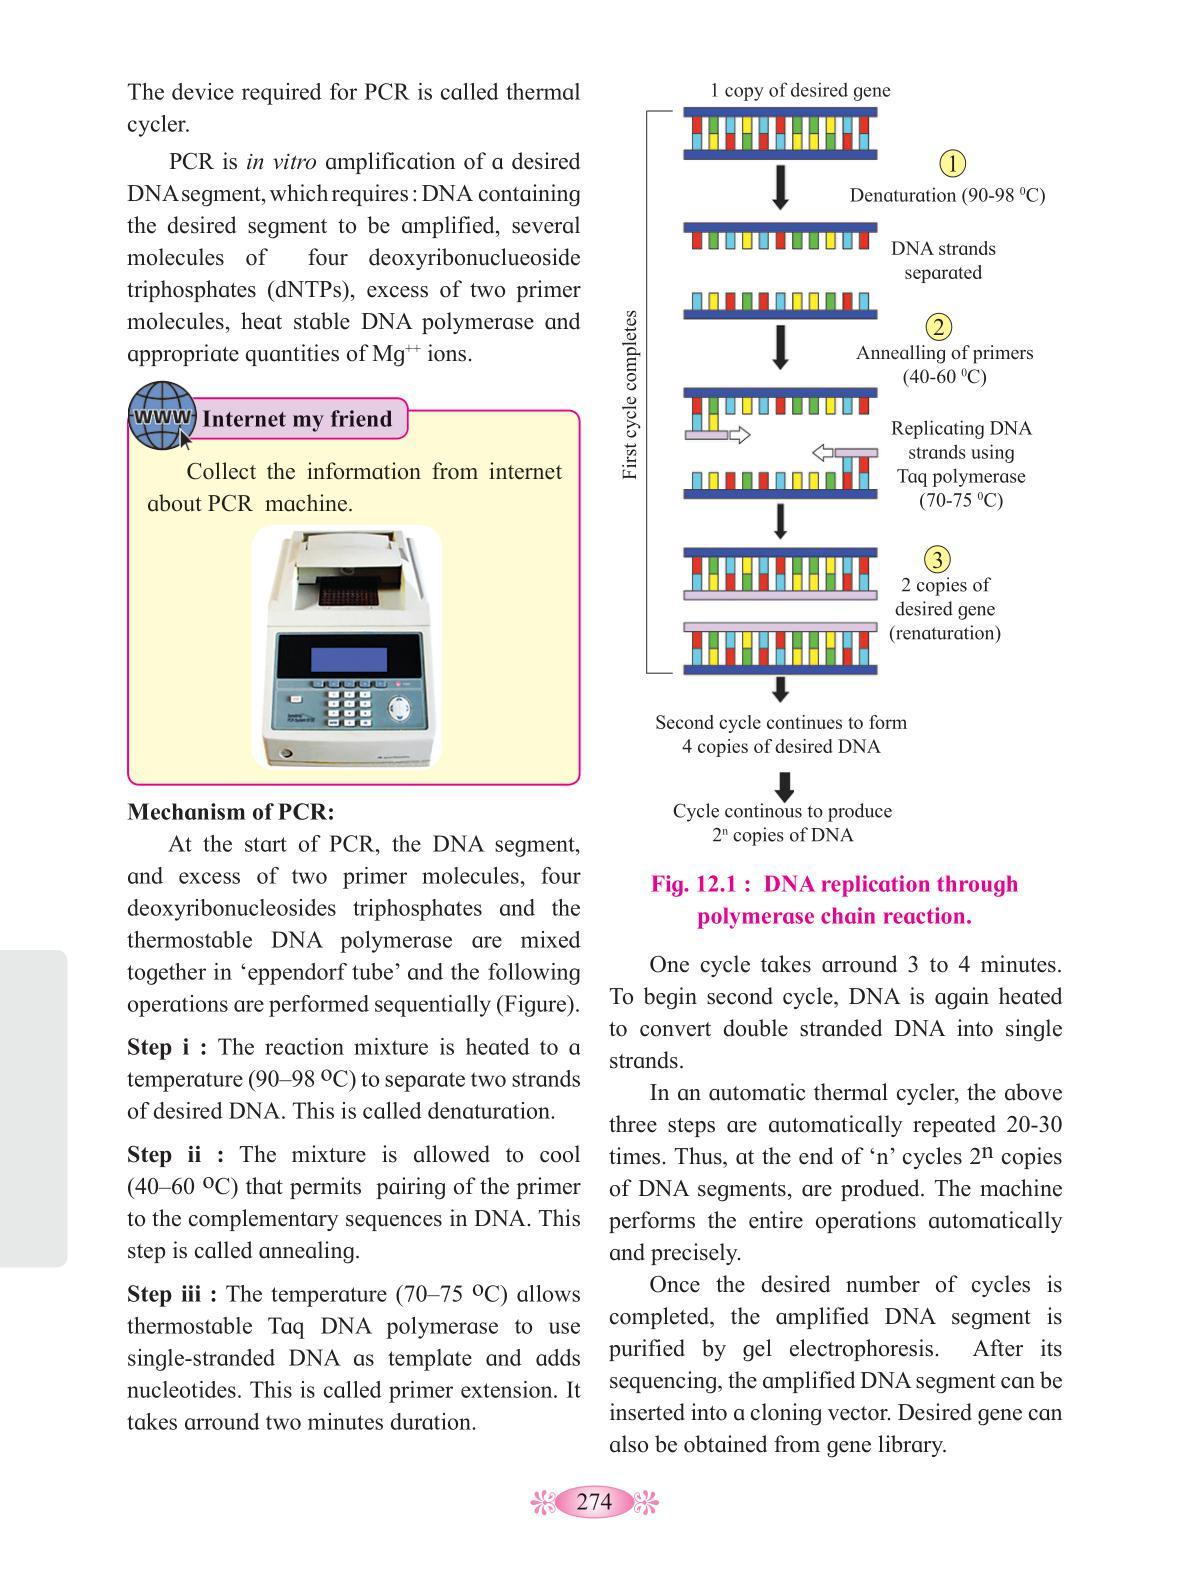 The device required for PCR is called thermal
cycler.
PCR is in vitro amplification of a desired
DNA segment, which requires : DNA containing
the desired segment to be amplified, several
molecules of four deoxyribonuclueoside
triphosphates (dNTPs), excess of two primer
molecules, heat stable DNA polymerase and
appropriate quantities of Mg⁺⁺ ions.
WWW
Internet my friend
Collect the information from internet
about PCR machine.
Mechanism of PCR:
At the start of PCR, the DNA segment,
and excess of two primer molecules, four
deoxyribonucleosides triphosphates and the
thermostable DNA polymerase are mixed
together in ‘eppendorf tube’ and the following
operations are performed sequentially (Figure).
Step i : The reaction mixture is heated to a
temperature (90–98 ⁰C) to separate two strands
of desired DNA. This is called denaturation.
Step ii : The mixture is allowed to cool
(40–60 ⁰C) that permits pairing of the primer
to the complementary sequences in DNA. This
step is called annealing.
Step iii : The temperature (70–75 ⁰C) allows
thermostable Taq DNA polymerase to use
single-stranded DNA as template and adds
nucleotides. This is called primer extension. It
takes arround two minutes duration.
1 copy of desired gene
1
Denaturation (90-98 ⁰C)
DNA strands
separated
2
Annealling of primers
(40-60 ⁰C)
Replicating DNA
strands using
Taq polymerase
(70-75 ⁰C)
3
2 copies of
desired gene
(renaturation)
First cycle completes
Second cycle continues to form
4 copies of desired DNA
Cycle continous to produce
2ⁿ copies of DNA
Fig. 12.1 : DNA replication through
polymerase chain reaction.
One cycle takes arround 3 to 4 minutes.
To begin second cycle, DNA is again heated
to convert double stranded DNA into single
strands.
In an automatic thermal cycler, the above
three steps are automatically repeated 20-30
times. Thus, at the end of ‘n’ cycles 2ⁿ copies
of DNA segments, are produed. The machine
performs the entire operations automatically
and precisely.
Once the desired number of cycles is
completed, the amplified DNA segment is
purified by gel electrophoresis. After its
sequencing, the amplified DNA segment can be
inserted into a cloning vector. Desired gene can
also be obtained from gene library.
274